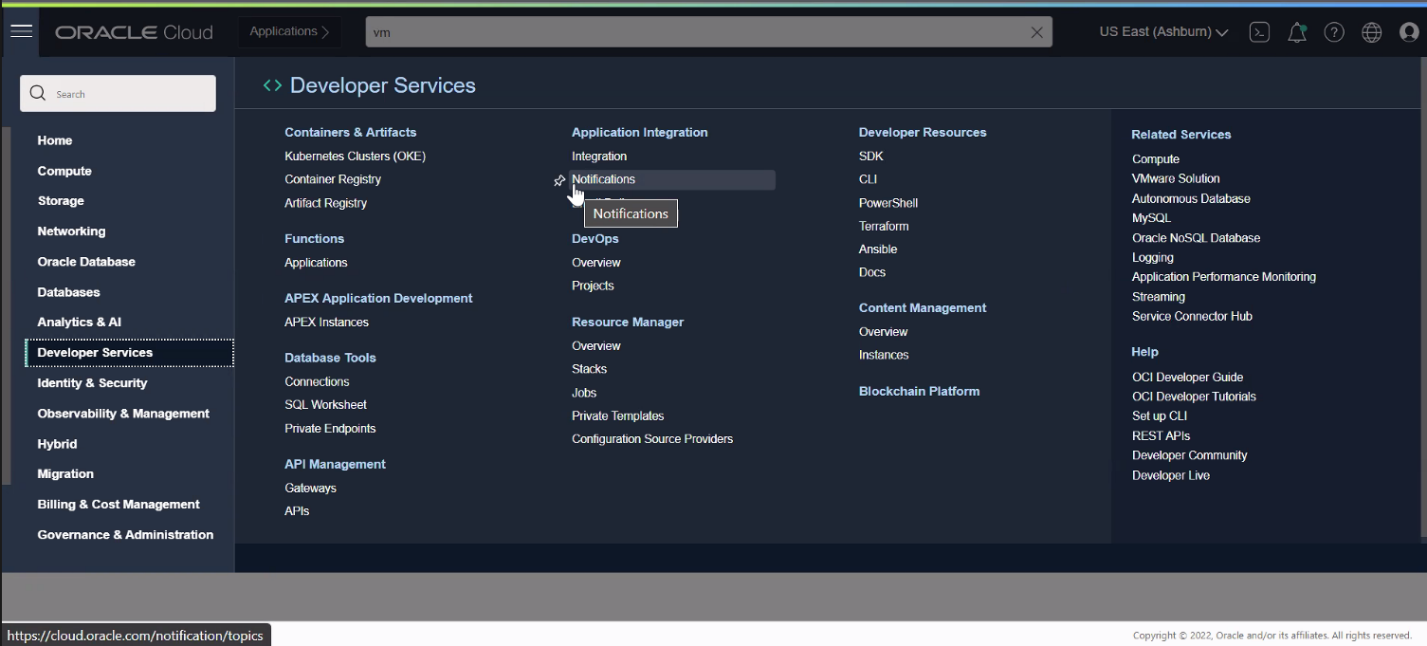 ORACLE Cloud
Applications
vm
US East (Ashburn)
Search
Home
Compute
Storage
Networking
Oracle Database
Databases
Analytics & AI
Developer Services
Identity & Security
Observability & Management
Hybrid
Migration
Billing & Cost Management
Governance & Administration
Developer Services
Containers & Artifacts
Kubernetes Clusters (OKE)
Container Registry
Artifact Registry
Functions
Applications
APEX Application Development
APEX Instances
Database Tools
Connections
SQL Worksheet
Private Endpoints
API Management
Gateways
APIs
Application Integration
Integration
Notifications
Notifications
DevOps
Overview
Projects
Resource Manager
Overview
Stacks
Jobs
Private Templates
Configuration Source Providers
Developer Resources
SDK
CLI
PowerShell
Terraform
Ansible
Docs
Content Management
Overview
Instances
Blockchain Platform
Related Services
Compute
VMware Solution
Autonomous Database
MySQL
Oracle NoSQL Database
Logging
Application Performance Monitoring
Streaming
Service Connector Hub
Help
OCI Developer Guide
OCI Developer Tutorials
Set up CLI
REST APIs
Developer Community
Developer Live
https://cloud.oracle.com/notification/topics
Copyright © 2022, Oracle and/or its affiliates. All rights reserved.